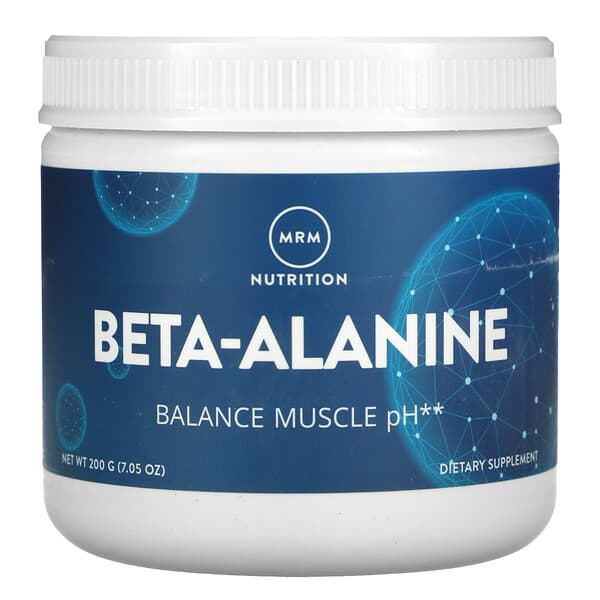 MRM
NUTRITION
BETA-ALANINE
BALANCE MUSCLE pH**
NET WT 200 G (7.05 OZ)
DIETARY SUPPLEMENT